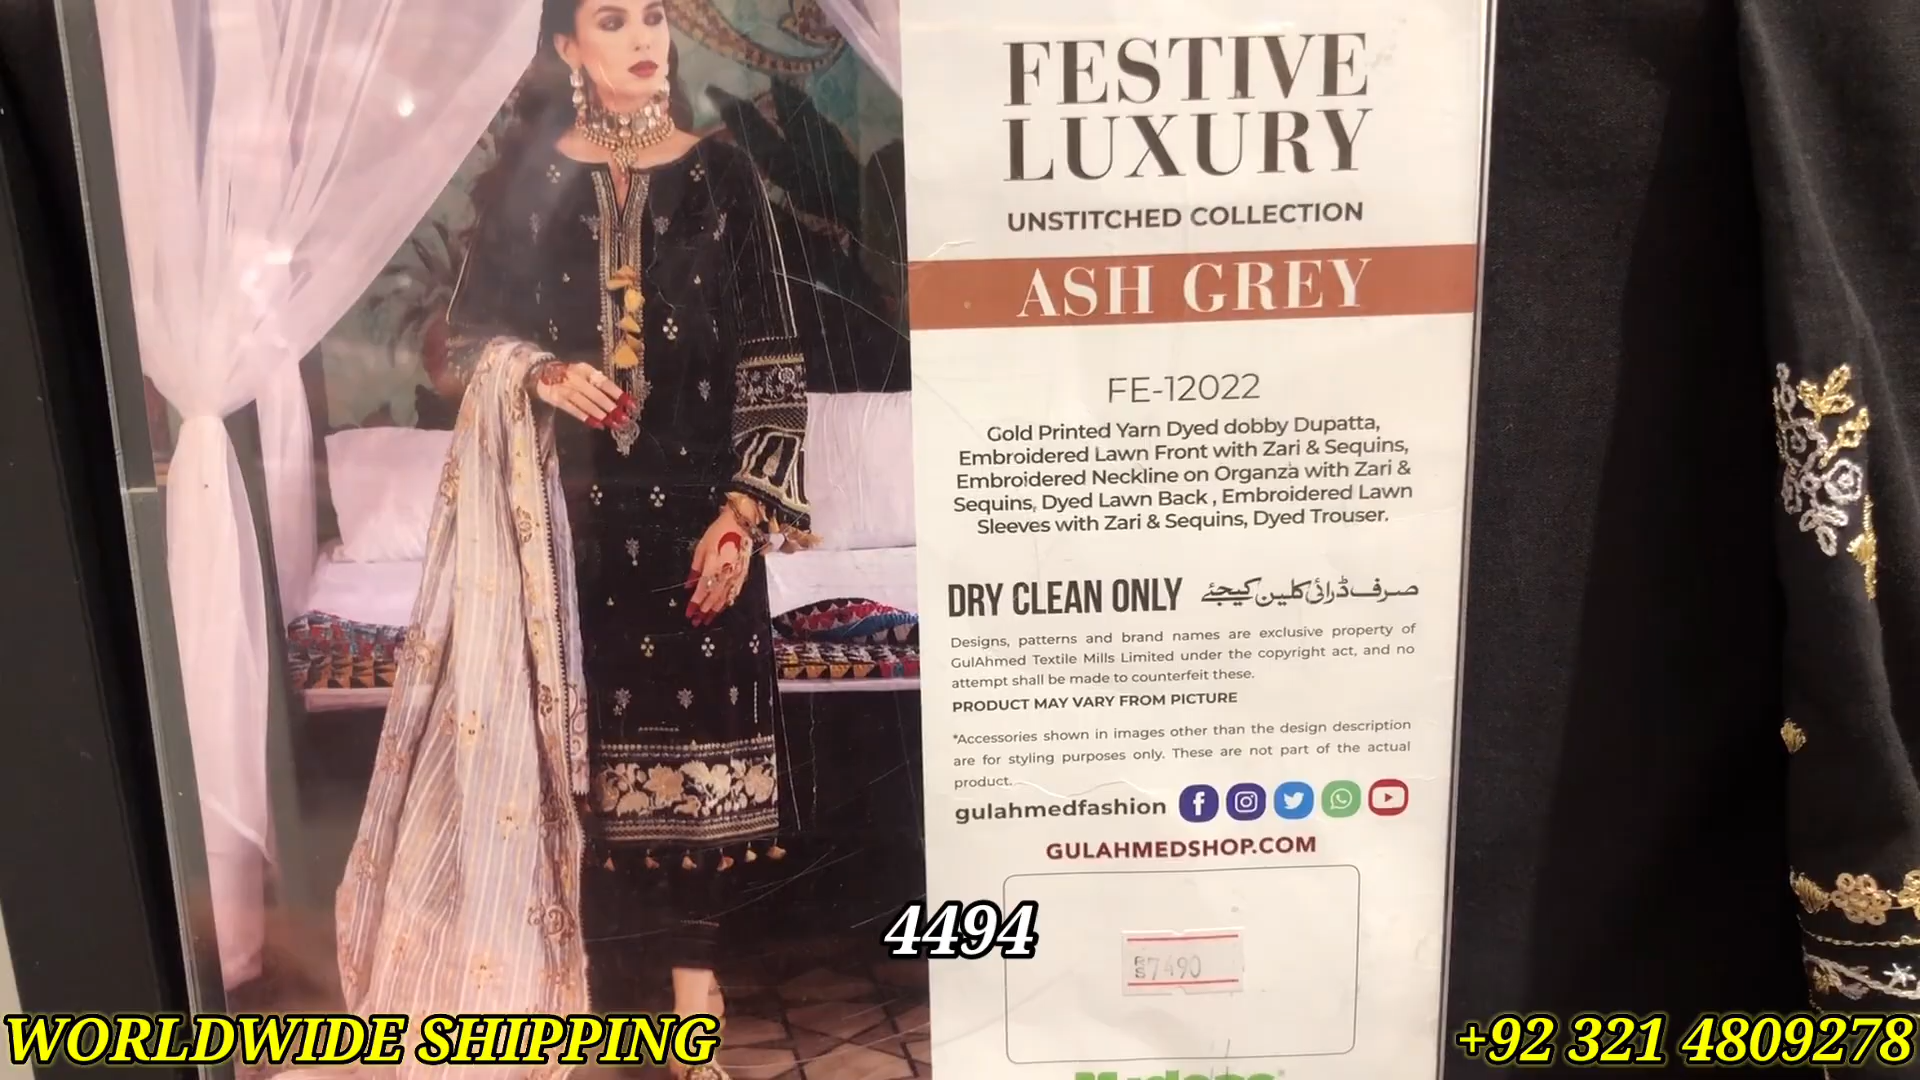 FESTIVE
LUXURY
UNSTITCHED COLLECTION
ASH GREY
FE-12022
Gold Printed Yarn Dyed dobby Dupatta,
Embroidered Lawn Front with Zari & Sequins,
Embroidered Neckline on Organza with Zari &
Sequins, Dyed Lawn Back , Embroidered Lawn
Sleeves with Zari & Sequins, Dyed Trouser.
DRY CLEAN ONLY صرف ڈرائی کلین کیجئے
Designs, patterns and brand names are exclusive property of
GulAhmed Textile Mills Limited under the copyright act, and no
attempt shall be made to counterfeit these.
PRODUCT MAY VARY FROM PICTURE
*Accessories shown in images other than the design description
are for styling purposes only. These are not part of the actual
product.
gulahmedfashion
GULAHMEDSHOP.COM
4494
RS 7490
WORLDWIDE SHIPPING
+92 321 4809278